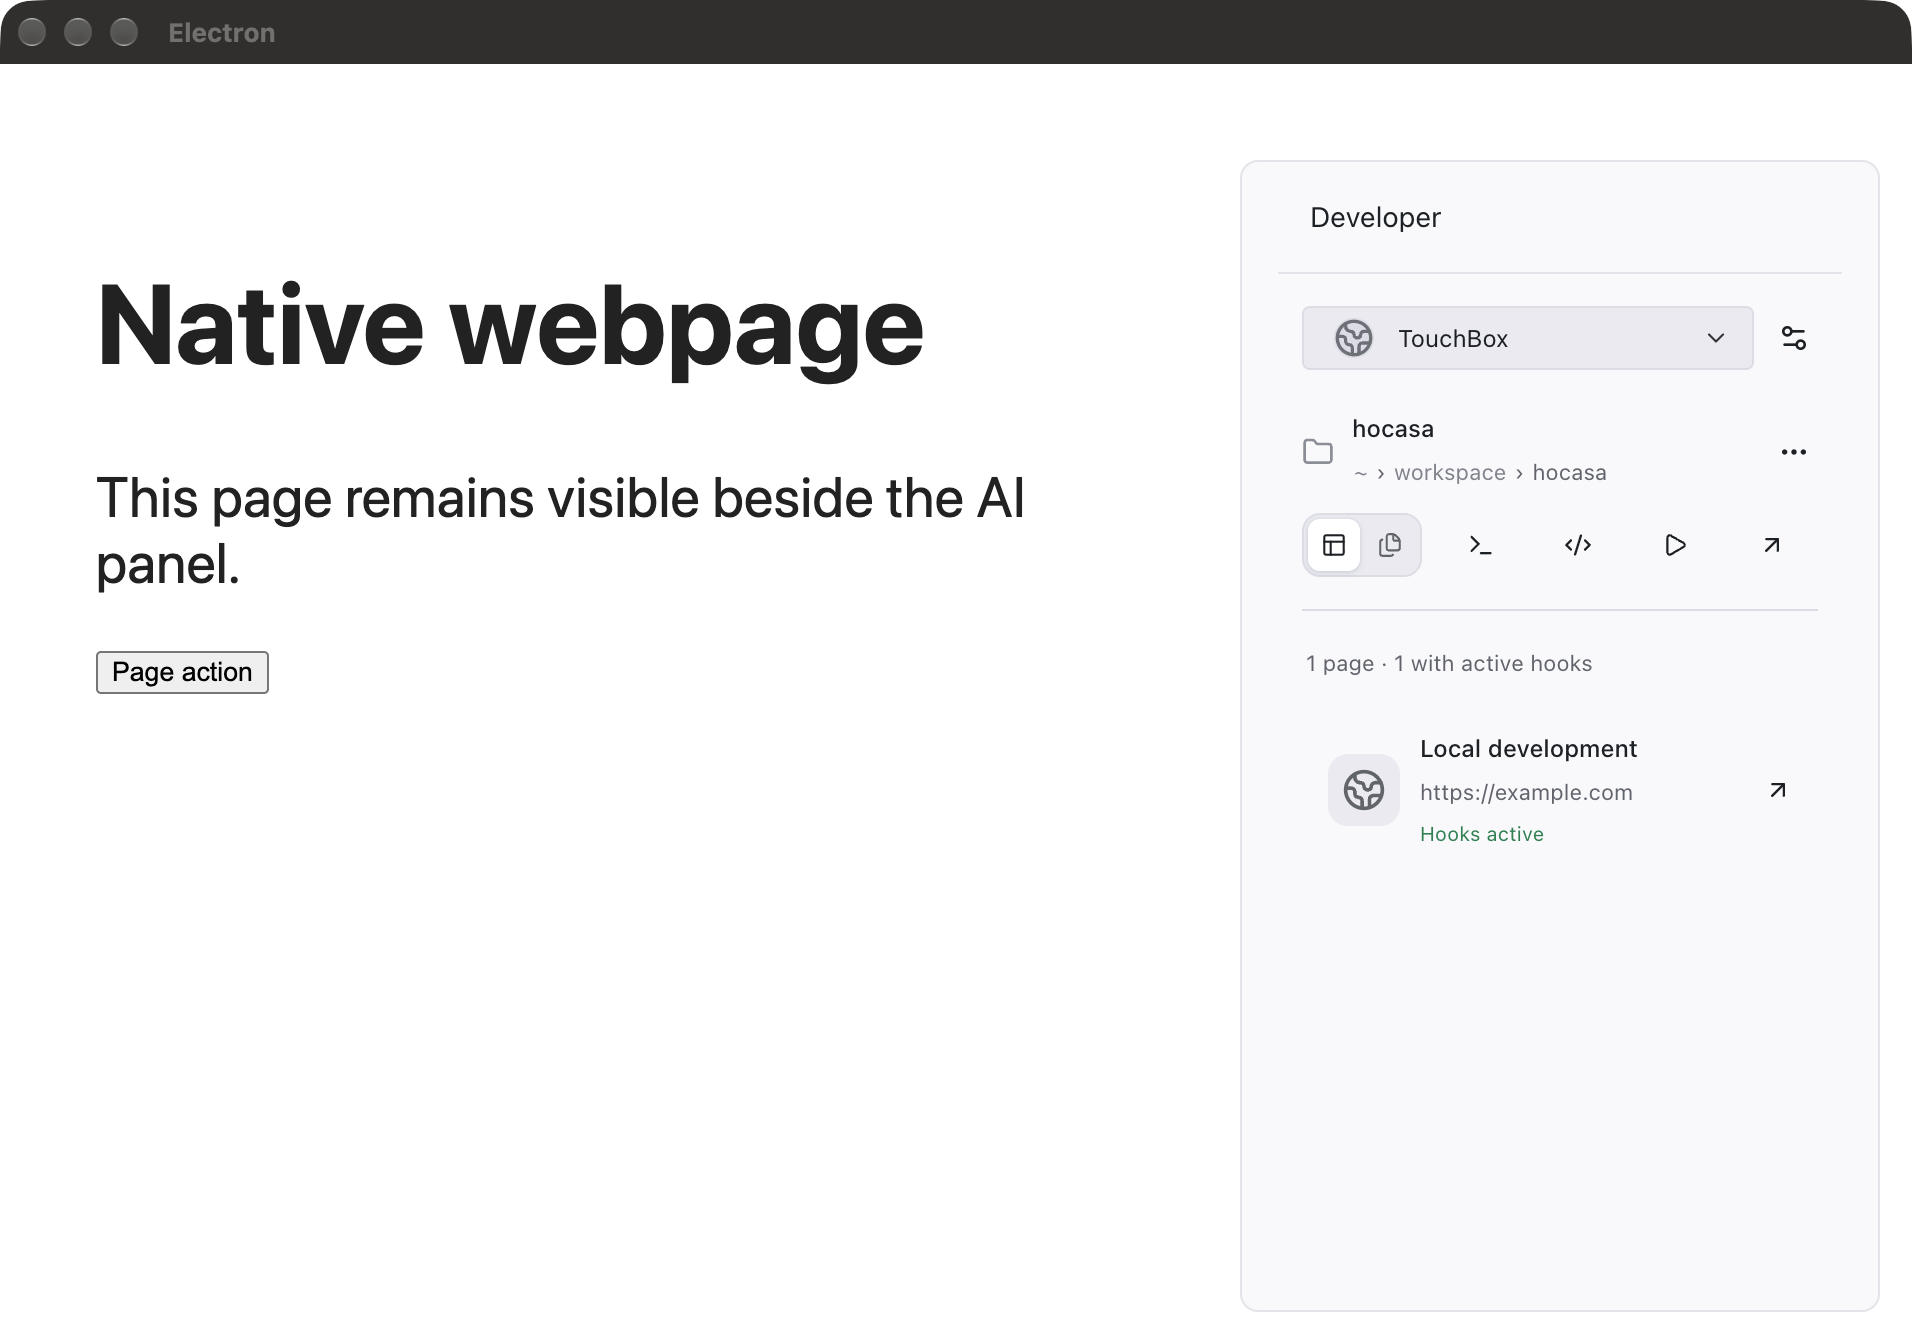 Electron
Native webpage
This page remains visible beside the AI
panel.
Page action
Developer
TouchBox
hocasa
~ › workspace › hocasa
1 page · 1 with active hooks
Local development
https://example.com
Hooks active